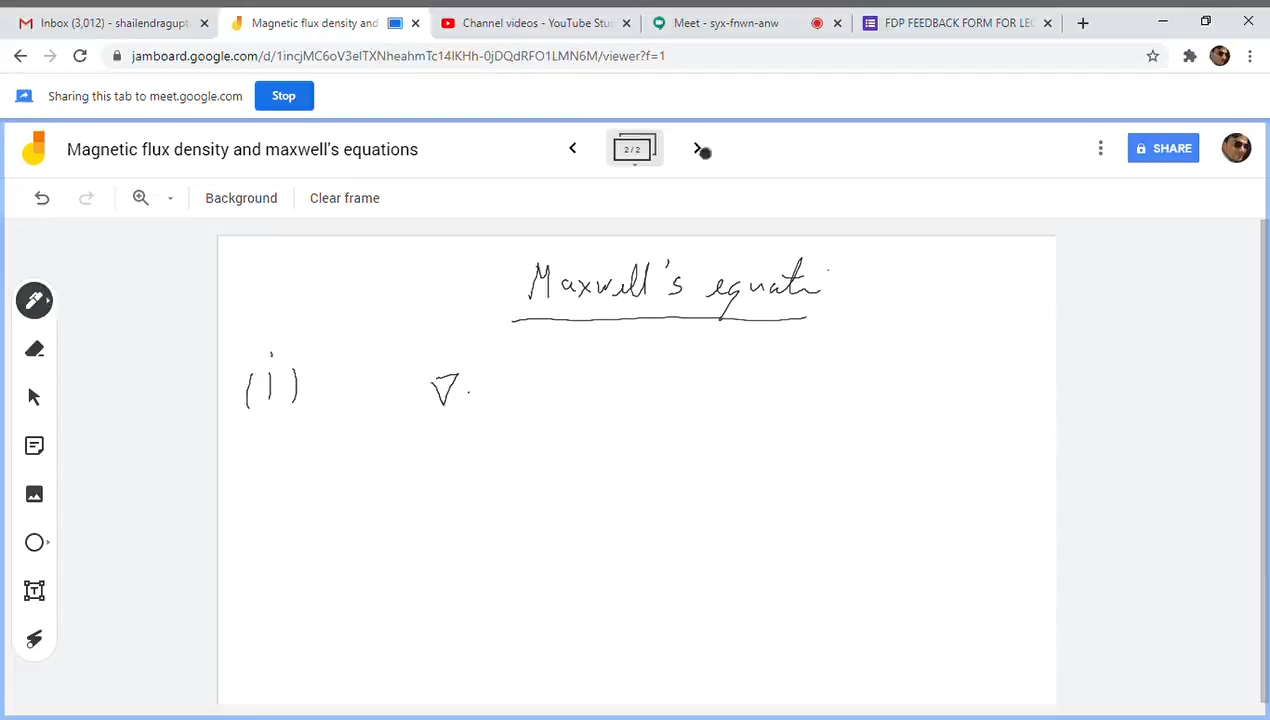 Inbox (3,012) - shailendragupt
Magnetic flux density and
Channel videos - YouTube Stu
Meet - syx-fnwn-anw
FDP FEEDBACK FORM FOR LEC
jamboard.google.com/d/1incjMC6oV3eITXNheahmTc14lKHh-0jDQdRFO1LMN6M/viewer?f=1
Sharing this tab to meet.google.com
Stop
Magnetic flux density and maxwell's equations
2 / 2
SHARE
Background
Clear frame
Maxwell's equati
(i) ∇.